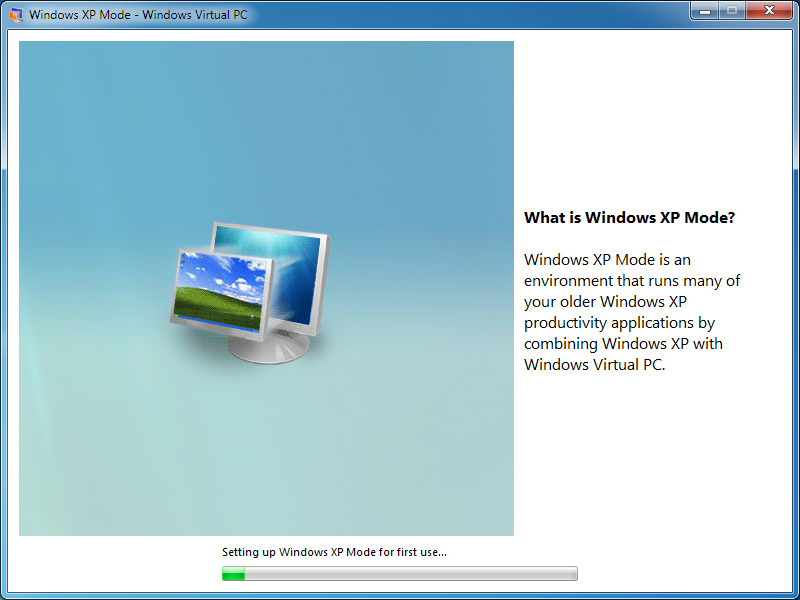 Windows XP Mode - Windows Virtual PC
What is Windows XP Mode?
Windows XP Mode is an
environment that runs many of
your older Windows XP
productivity applications by
combining Windows XP with
Windows Virtual PC.
Setting up Windows XP Mode for first use...